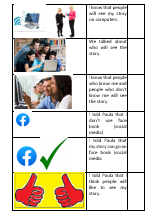 I know that people
will see my story
on computers.
We talked about
who will see the
story.
I know that people
who know me and
people who don't
know me will see
the story.
I told Paula that I
don't use face
book (social
media)
I told Paula that
my story can go on
face book (social
media
I told Paula that I
think people will
like to see my
story.